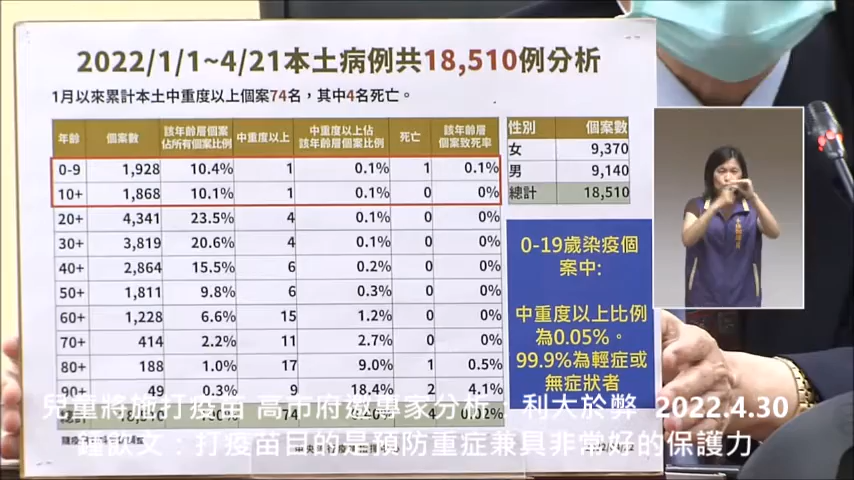 2022/1/1~4/21本土病例共18,510例分析
1月以來累計本土中重度以上個案74名，其中4名死亡。
年齡 個案數 該年齡層個案佔所有個案比例 中重度以上 中重度以上佔該年齡層個案比例 死亡 該年齡層個案致死率
0-9 1,928 10.4% 1 0.1% 1 0.1%
10+ 1,868 10.1% 1 0.1% 0 0%
20+ 4,341 23.5% 4 0.1% 0 0%
30+ 3,819 20.6% 4 0.1% 0 0%
40+ 2,864 15.5% 6 0.2% 0 0%
50+ 1,811 9.8% 6 0.3% 0 0%
60+ 1,228 6.6% 15 1.2% 0 0%
70+ 414 2.2% 11 2.7% 0 0%
80+ 188 1.0% 17 9.0% 1 0.5%
90+ 49 0.3% 9 18.4% 2 4.1%
總計 18,510 74 4 0.02%
性別 個案數
女 9,370
男 9,140
總計 18,510
0-19歲染疫個
案中:
中重度以上比例
為0.05%。
99.9%為輕症或
無症狀者
兒童將施打疫苗 高市府邀專家分析：利大於弊 2022.4.30
鍾飲文：打疫苗目的是預防重症兼具非常好的保護力